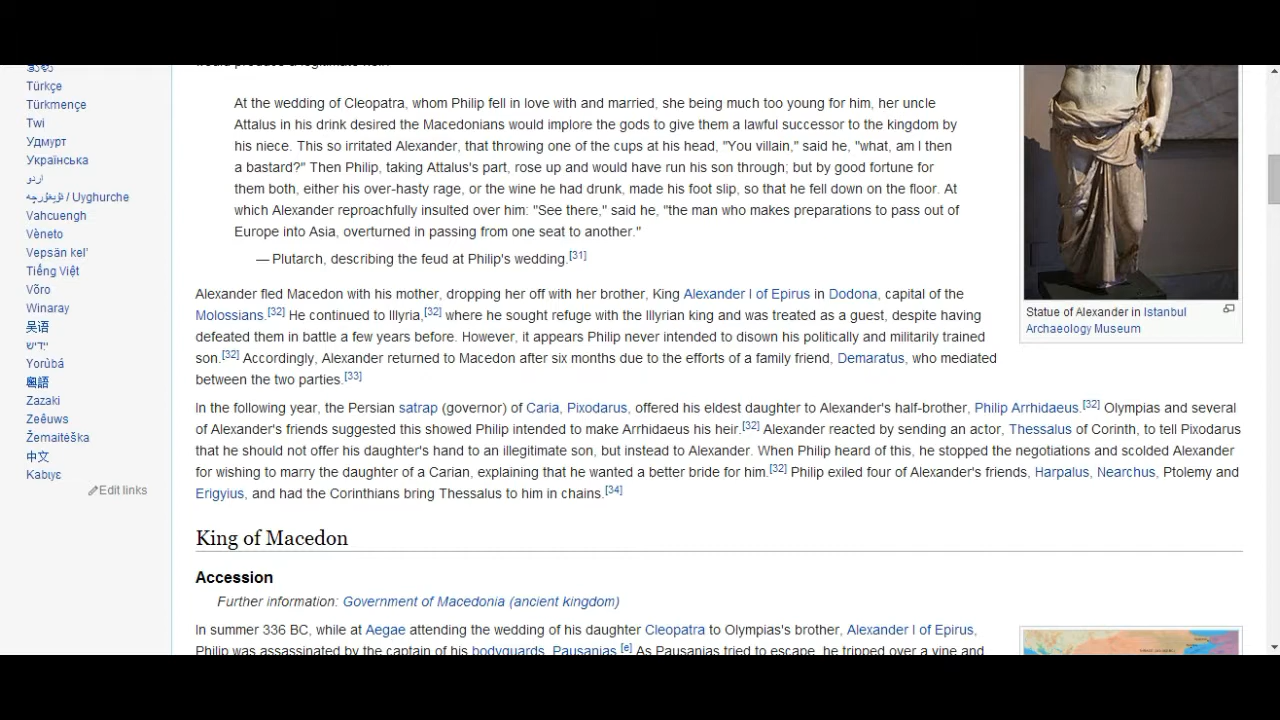 Türkçe
Türkmençe
Twi
Удмурт
Українська
اردو
ئۇيغۇرچە / Uyghurche
Vahcuengh
Vèneto
Vepsän kel'
Tiếng Việt
Võro
Winaray
吴语
ייִדיש
Yorùbá
粵語
Zazaki
Zeêuws
Žemaitėška
中文
Kabɩyɛ
Edit links
At the wedding of Cleopatra, whom Philip fell in love with and married, she being much too young for him, her uncle
Attalus in his drink desired the Macedonians would implore the gods to give them a lawful successor to the kingdom by
his niece. This so irritated Alexander, that throwing one of the cups at his head, "You villain," said he, "what, am I then
a bastard?" Then Philip, taking Attalus's part, rose up and would have run his son through; but by good fortune for
them both, either his over-hasty rage, or the wine he had drunk, made his foot slip, so that he fell down on the floor. At
which Alexander reproachfully insulted over him: "See there," said he, "the man who makes preparations to pass out of
Europe into Asia, overturned in passing from one seat to another."
— Plutarch, describing the feud at Philip's wedding.[31]
Alexander fled Macedon with his mother, dropping her off with her brother, King Alexander I of Epirus in Dodona, capital of the
Molossians.[32] He continued to Illyria,[32] where he sought refuge with the Illyrian king and was treated as a guest, despite having
defeated them in battle a few years before. However, it appears Philip never intended to disown his politically and militarily trained
son.[32] Accordingly, Alexander returned to Macedon after six months due to the efforts of a family friend, Demaratus, who mediated
between the two parties.[33]
Statue of Alexander in Istanbul
Archaeology Museum
In the following year, the Persian satrap (governor) of Caria, Pixodarus, offered his eldest daughter to Alexander's half-brother, Philip Arrhidaeus.[32] Olympias and several
of Alexander's friends suggested this showed Philip intended to make Arrhidaeus his heir.[32] Alexander reacted by sending an actor, Thessalus of Corinth, to tell Pixodarus
that he should not offer his daughter's hand to an illegitimate son, but instead to Alexander. When Philip heard of this, he stopped the negotiations and scolded Alexander
for wishing to marry the daughter of a Carian, explaining that he wanted a better bride for him.[32] Philip exiled four of Alexander's friends, Harpalus, Nearchus, Ptolemy and
Erigyius, and had the Corinthians bring Thessalus to him in chains.[34]
King of Macedon
Accession
Further information: Government of Macedonia (ancient kingdom)
In summer 336 BC, while at Aegae attending the wedding of his daughter Cleopatra to Olympias's brother, Alexander I of Epirus,
Philip was assassinated by the captain of his bodyguards, Pausanias.[e] As Pausanias tried to escape, he tripped over a vine and